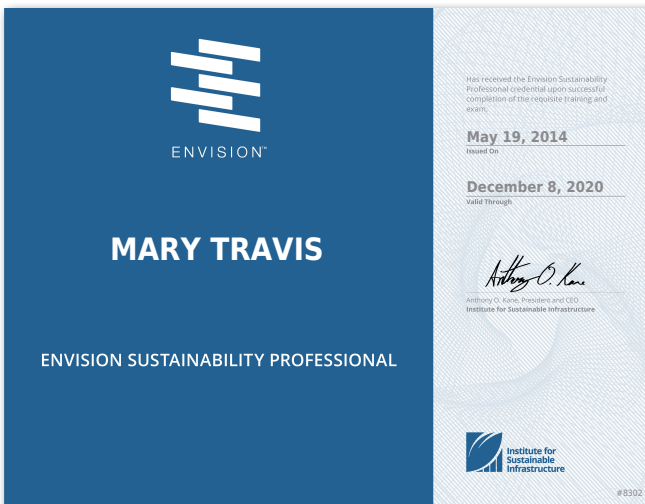 ENVISION™
MARY TRAVIS
ENVISION SUSTAINABILITY PROFESSIONAL
Has received the Envision Sustainability
Professional credential upon successful
completion of the requisite training and
exam.
May 19, 2014
Issued On
December 8, 2020
Valid Through
Anthony O. Kane
Anthony O. Kane, President and CEO
Institute for Sustainable Infrastructure
Institute for
Sustainable
Infrastructure
#8302